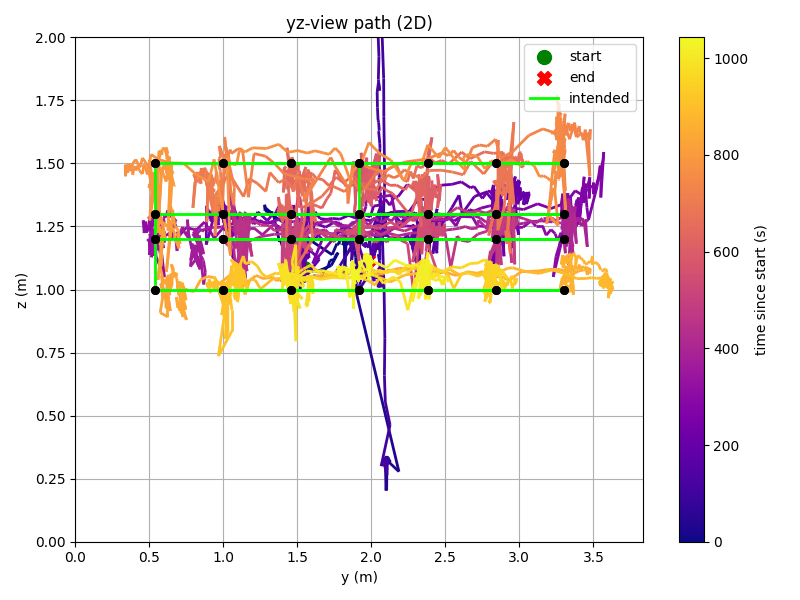 yz-view path (2D)
start
end
intended
2.00
1.75
1.50
1.25
1.00
0.75
0.50
0.25
0.00
0.0 0.5 1.0 1.5 2.0 2.5 3.0 3.5
y (m)
z (m)
1000
800
600
400
200
0
time since start (s)